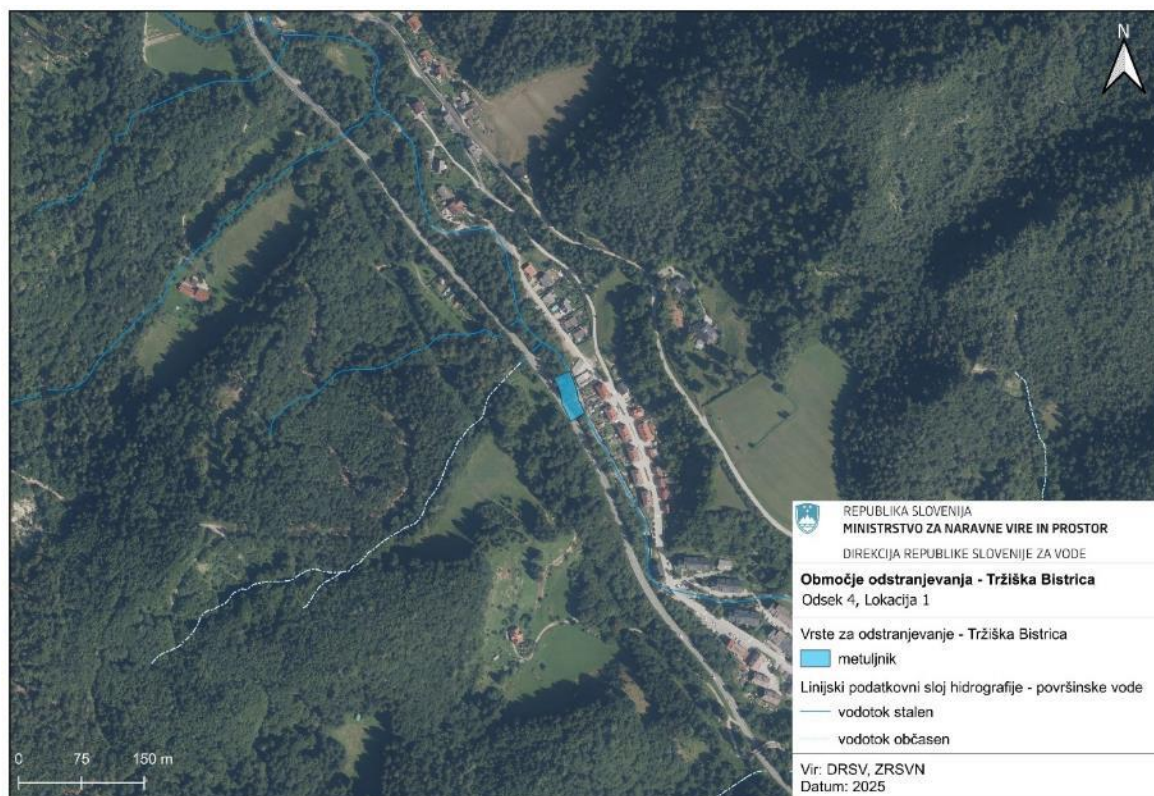 N
REPUBLIKA SLOVENIJA
MINISTRSTVO ZA NARAVNE VIRE IN PROSTOR
DIREKCIJA REPUBLIKE SLOVENIJE ZA VODE
Območje odstranjevanja - Tržiška Bistrica
Odsek 4, Lokacija 1
Vrste za odstranjevanje - Tržiška Bistrica
metuljnik
Linijski podatkovni sloj hidrografije - površinske vode
vodotok stalen
vodotok občasen
Vir: DRSV, ZRSVN
Datum: 2025
0 75 150 m